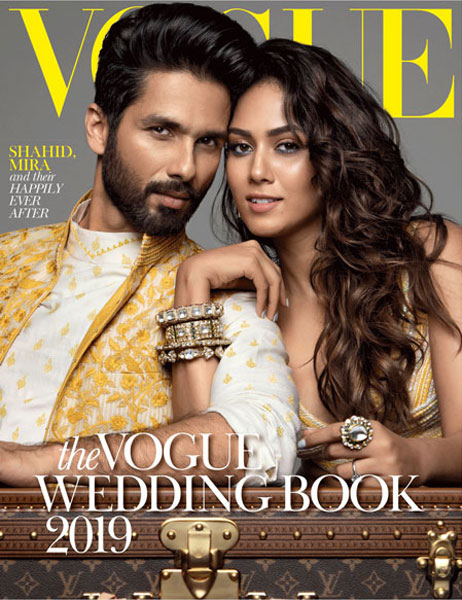 VOGUE
SHAHID,
MIRA
and their
HAPPILY
EVER
AFTER
the VOGUE
WEDDING BOOK
2019